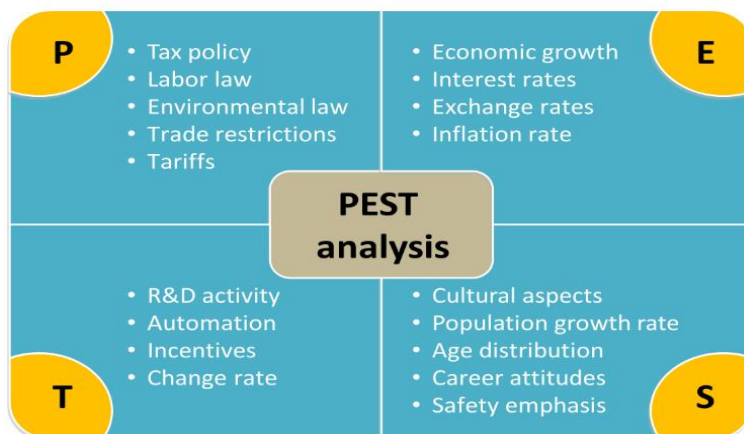 P
• Tax policy
• Labor law
• Environmental law
• Trade restrictions
• Tariffs
E
• Economic growth
• Interest rates
• Exchange rates
• Inflation rate
PEST
analysis
T
• R&D activity
• Automation
• Incentives
• Change rate
S
• Cultural aspects
• Population growth rate
• Age distribution
• Career attitudes
• Safety emphasis